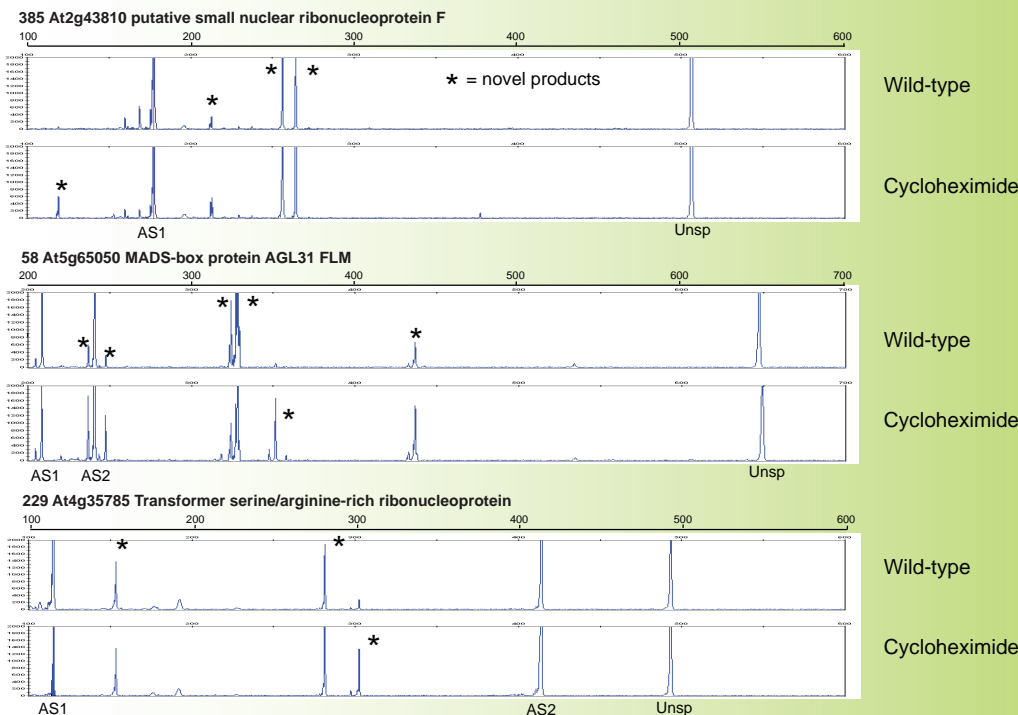 385 At2g43810 putative small nuclear ribonucleoprotein F
100 200 300 400 500 600
* * * * = novel products
Wild-type
*
Cycloheximide
AS1 Unsp
58 At5g65050 MADS-box protein AGL31 FLM
200 300 400 500 600 700
* * * * *
Wild-type
*
Cycloheximide
AS1 AS2 Unsp
229 At4g35785 Transformer serine/arginine-rich ribonucleoprotein
100 200 300 400 500 600
* *
Wild-type
*
Cycloheximide
AS1 AS2 Unsp